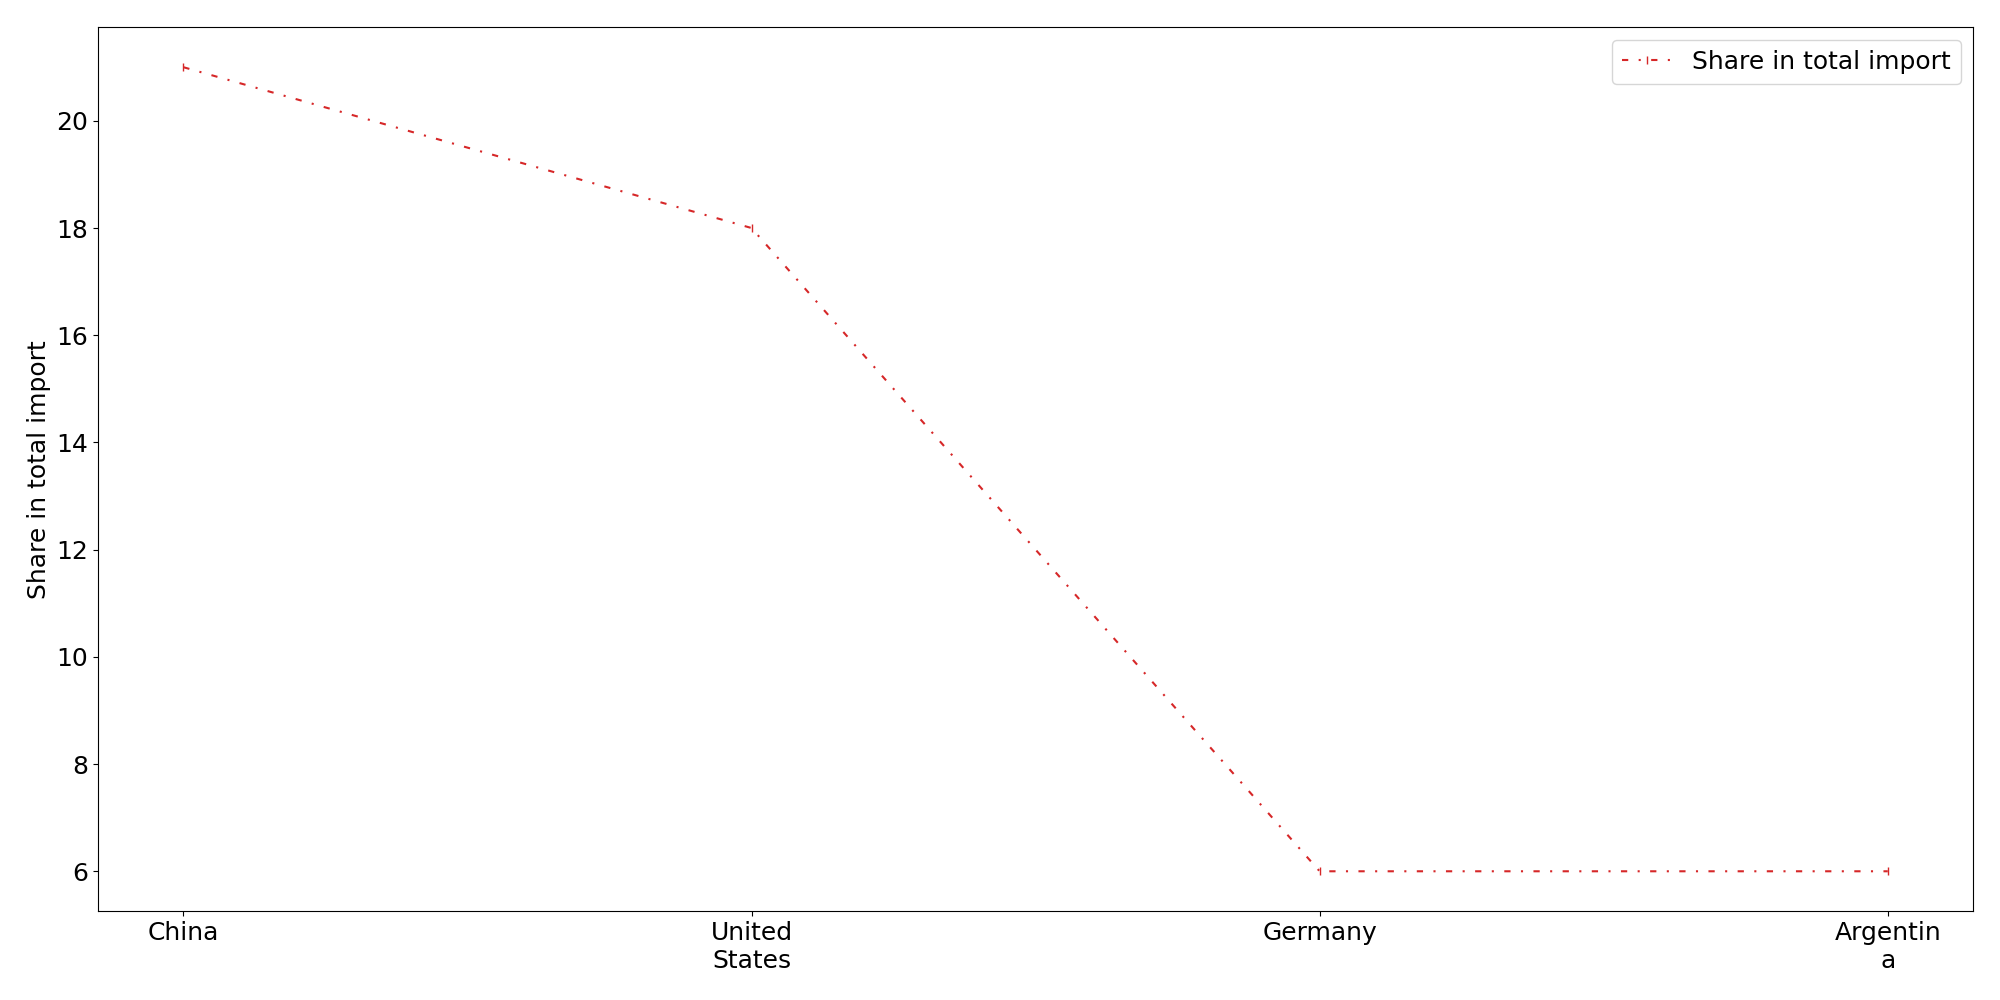 Share in total import
20
18
16
14
12
10
8
6
Share in total import
China
United
States
Germany
Argentin
a